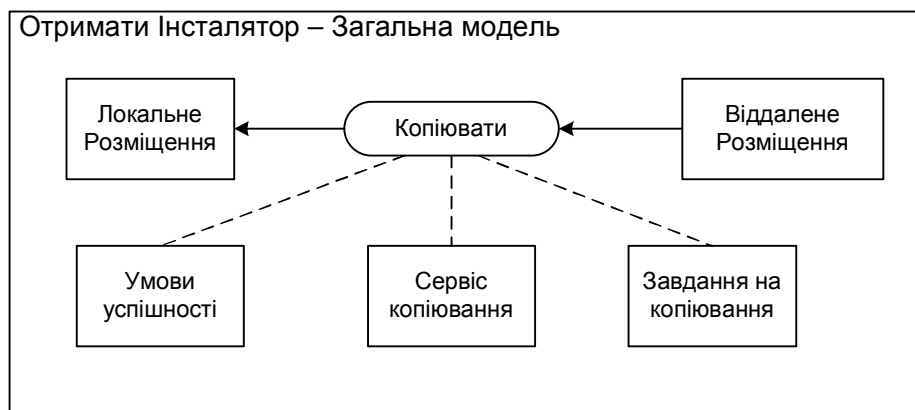 Отримати Інсталятор – Загальна модель
Локальне
Розміщення
Копіювати
Віддалене
Розміщення
Умови
успішності
Сервіс
копіювання
Завдання на
копіювання